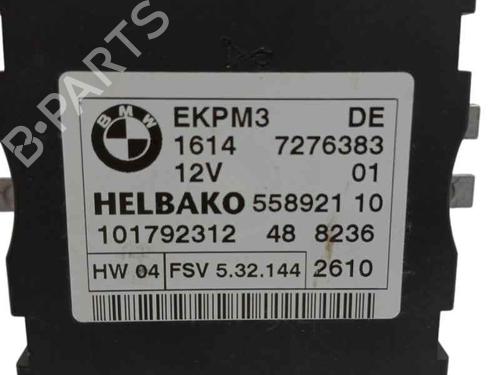 B-PARTS
BMW
EKPM3 DE
1614 7276383
12V 01
HELBAKO 558921 10
101792312 48 8236
HW 04 FSV 5.32.144 2610